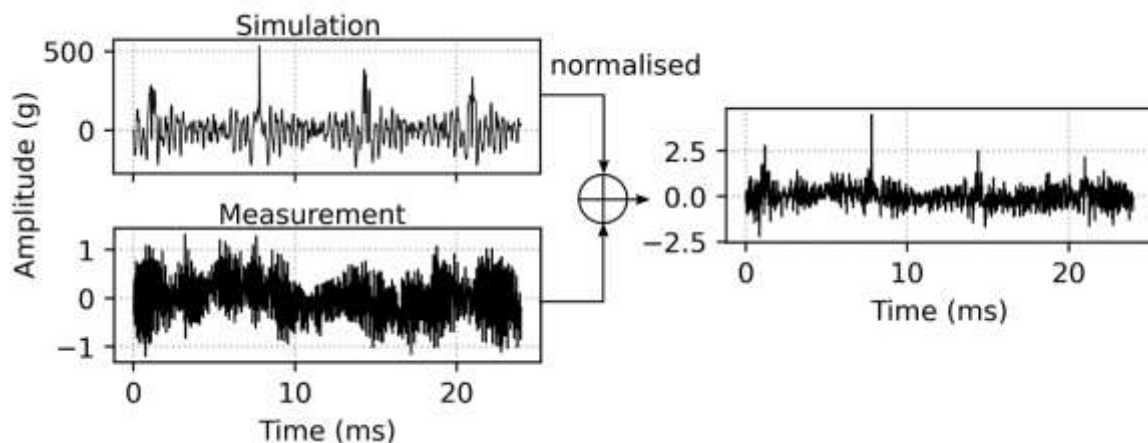 Simulation
500
0
normalised
Amplitude (g)
Measurement
1
0
−1
0 10 20
Time (ms)
2.5
0.0
−2.5
0 10 20
Time (ms)